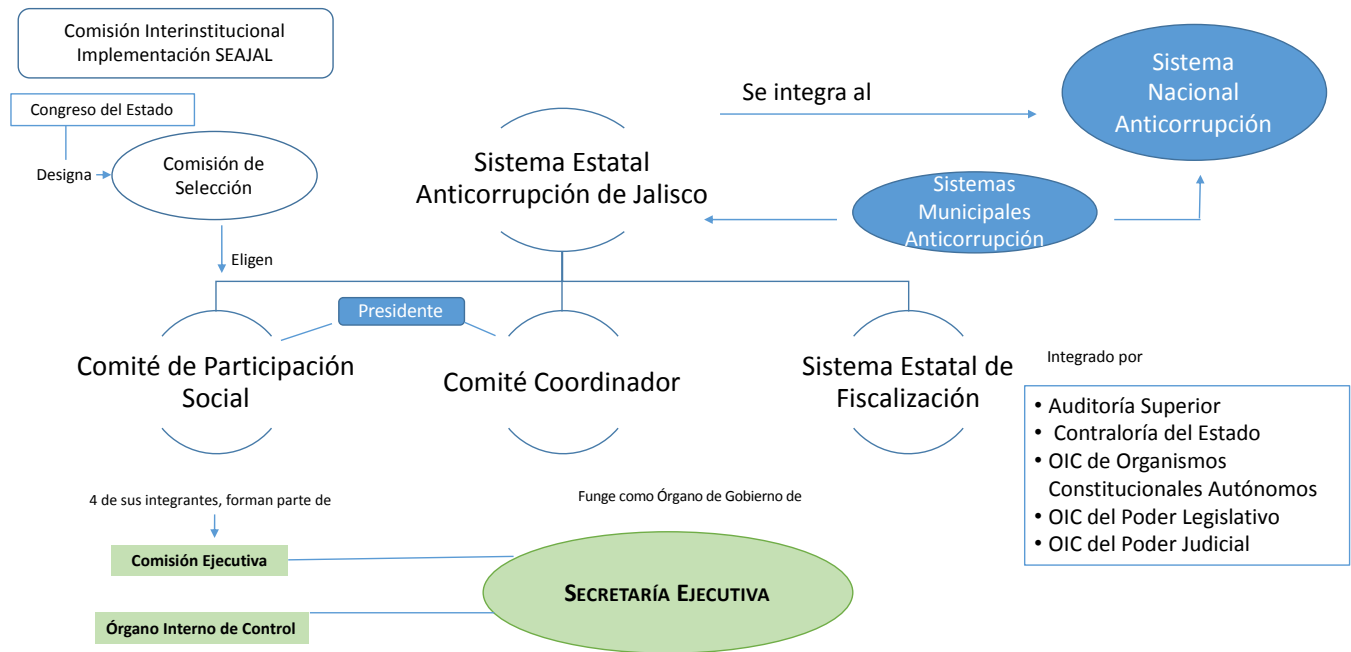 Comisión Interinstitucional
Implementación SEAJAL
Congreso del Estado
Designa
Comisión de
Selección
Eligen
Se integra al
Sistema
Nacional
Anticorrupción
Sistema Estatal
Anticorrupción de Jalisco
Sistemas
Municipales
Anticorrupción
Presidente
Comité de Participación
Social
Comité Coordinador
Sistema Estatal de
Fiscalización
Integrado por
• Auditoría Superior
• Contraloría del Estado
• OIC de Organismos
Constitucionales Autónomos
• OIC del Poder Legislativo
• OIC del Poder Judicial
4 de sus integrantes, forman parte de
Funge como Órgano de Gobierno de
Comisión Ejecutiva
SECRETARÍA EJECUTIVA
Órgano Interno de Control